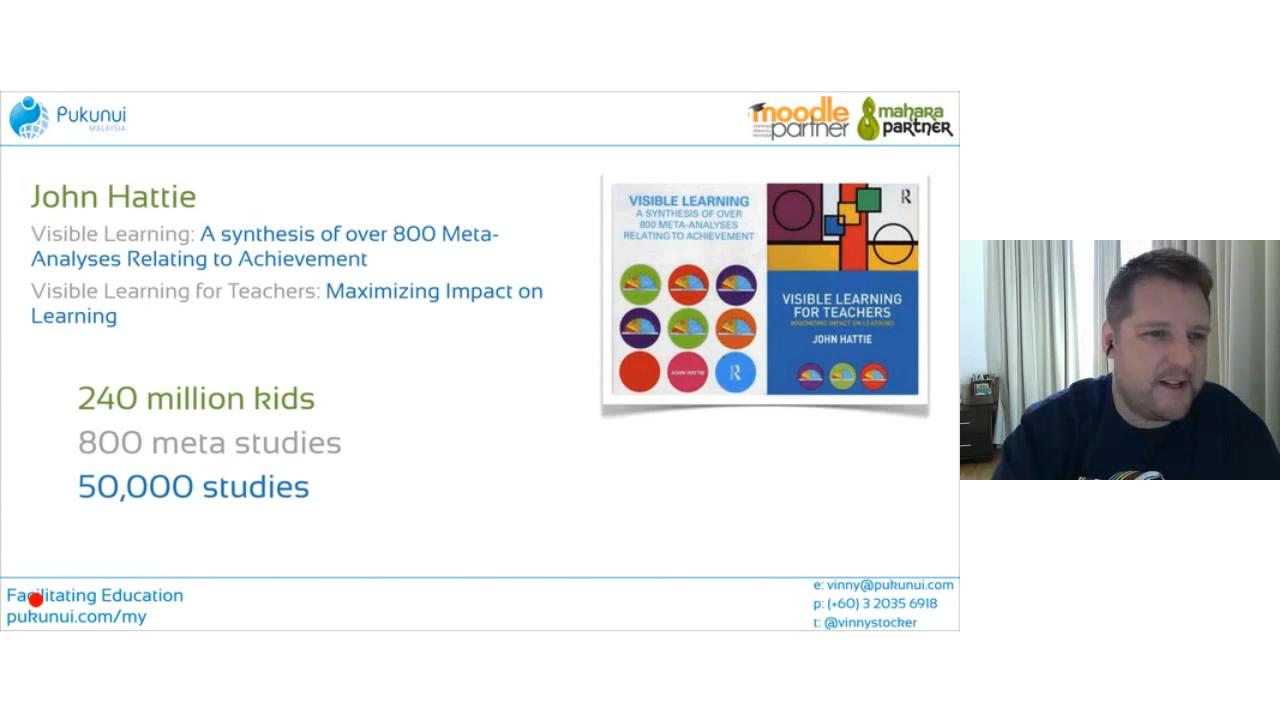 Pukunui
MALAYSIA
moodle
partner
mahara
partner
John Hattie
Visible Learning: A synthesis of over 800 Meta-
Analyses Relating to Achievement
Visible Learning for Teachers: Maximizing Impact on
Learning
240 million kids
800 meta studies
50,000 studies
VISIBLE LEARNING
A SYNTHESIS OF OVER
800 META-ANALYSES
RELATING TO ACHIEVEMENT
JOHN HATTIE
R
R
VISIBLE LEARNING
FOR TEACHERS
MAXIMIZING IMPACT ON LEARNING
JOHN HATTIE
Facilitating Education
pukunui.com/my
e: vinny@pukunui.com
p: (+60) 3 2035 6918
t: @vinnystocker